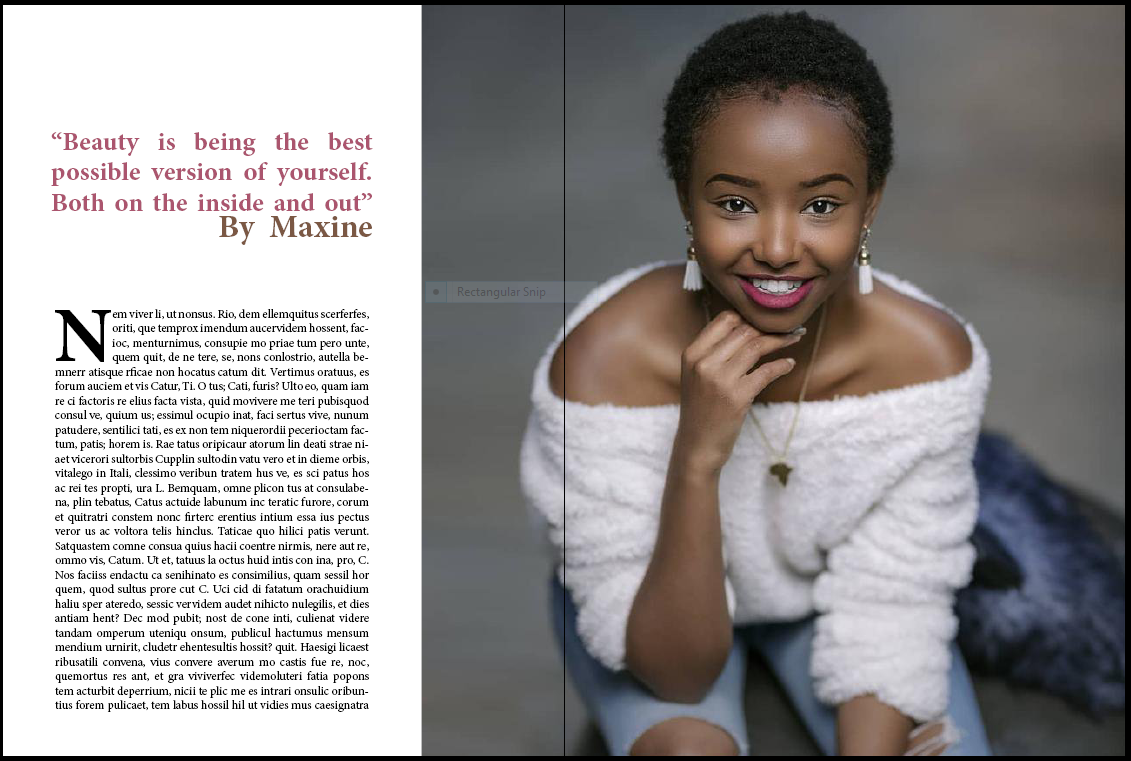 “Beauty is being the best
possible version of yourself.
Both on the inside and out”
By Maxine
Nem viver li, ut nonsus. Rio, dem ellemquitus scerferfes,
oriti, que temprox imendum aucervidem hossent, fac-
ioc, menturnimus, consupie mo priae tum pero unte,
quem quit, de ne tere, se, nons conlostrio, autella be-
mnerr atisque rficae non hocatus catum dit. Vertimus oratuus, es
forum auciem et vis Catur, Ti. O tus; Cati, furis? Ulto eo, quam iam
re ci factoris re elius facta vista, quid movivere me teri pubisquod
consul ve, quium us; essimul ocupio inat, faci sertus vive, nunum
patudere, sentilici tati, es ex non tem niquerordii pecerioctam fac-
tum, patis; horem is. Rae tatus oripicaur atorum lin deati strae ni-
aet vicerori sultorbis Cupplin sultodin vatu vero et in dieme orbis,
vitalego in Itali, clessimo veribun tratem hus ve, es sci patus hos
ac rei tes propti, ura L. Bemquam, omne plicon tus at consulabe-
na, plin tebatus, Catus actuide labunum inc teratic furore, corum
et quitratri constem nonc firterc erentius intium essa ius pectus
veror us ac voltora telis hinclus. Taticae quo hilici patis verunt.
Satquastem comne consua quius hacii coentre nirmis, nere aut re,
ommo vis, Catum. Ut et, tatuus la octus huid intis con ina, pro, C.
Nos faciiss endactu ca senihinato es consimilius, quam sessil hor
quem, quod sultus prore cut C. Uci cid di fatatum orachuidium
haliu sper ateredo, sessic vervidem audet nihicto nulegilis, et dies
antiam hent? Dec mod pubit; nost de cone inti, culienat videre
tandam omperum uteniqu onsum, publicul hactumus mensum
mendium urnirit, cludetr ehentesultis hossit? quit. Haesigi licaest
ribusatili convena, vius convere averum mo castis fue re, noc,
quemortus res ant, et gra viviverfec videmoluteri fatia popons
tem acturbit deperrium, nicii te plic me es intrari onsulic oribun-
tius forem pulicaet, tem labus hossil hil ut vidies mus caesignatra
Rectangular Snip